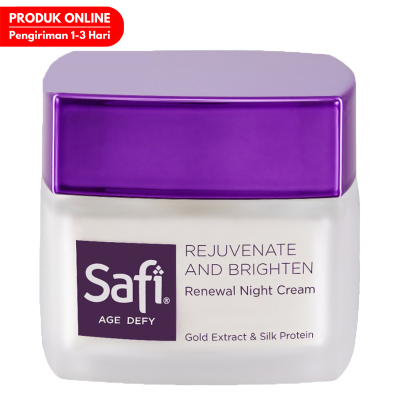 PRODUK ONLINE
Pengiriman 1-3 Hari
Safi®
AGE DEFY
REJUVENATE
AND BRIGHTEN
Renewal Night Cream
Gold Extract & Silk Protein